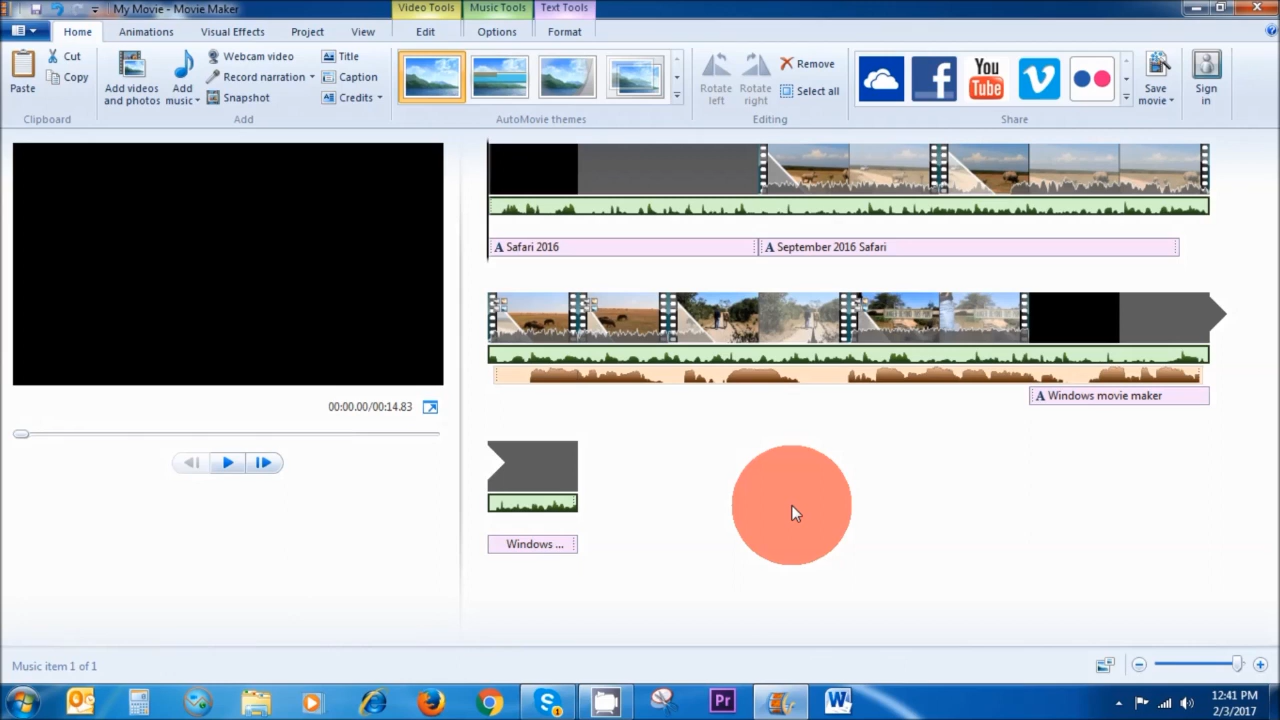 My Movie - Movie Maker
Video Tools
Music Tools
Text Tools
Home
Animations
Visual Effects
Project
View
Edit
Options
Format
Paste
Cut
Copy
Clipboard
Add videos
and photos
Add
music
Webcam video
Record narration
Snapshot
Title
Caption
Credits
Add
AutoMovie themes
Rotate
left
Rotate
right
Remove
Select all
Editing
You
Tube
Share
Save
movie
Sign
in
A Safari 2016
A September 2016 Safari
00:00.00/00:14.83
A Windows movie maker
Windows ...
Music item 1 of 1
Pr
12:41 PM
2/3/2017